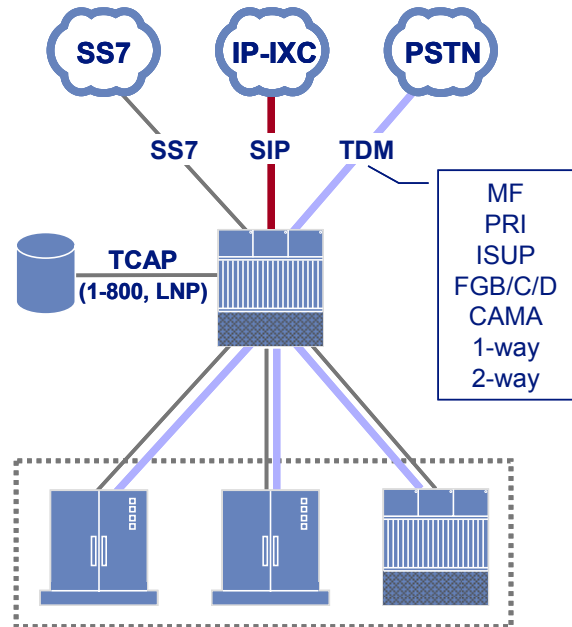 SS7
IP-IXC
PSTN
SS7
SIP
TDM
TCAP
(1-800, LNP)
MF
PRI
ISUP
FGB/C/D
CAMA
1-way
2-way